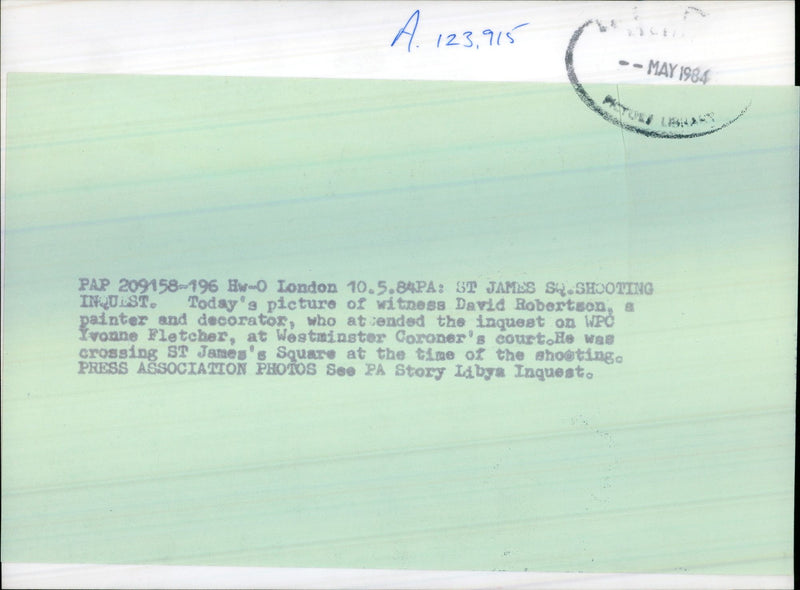 A. 123,915
-- MAY 1984
PICTURE LIBRARY
PAP 209158-196 Hw-O London 10.5.84PA: ST JAMES SQ.SHOOTING
INQUEST. Today's picture of witness David Robertson, a
painter and decorator, who attended the inquest on WPC
Yvonne Fletcher, at Westminster Coroner's court.He was
crossing ST James's Square at the time of the shooting.
PRESS ASSOCIATION PHOTOS See PA Story Libya Inquest.